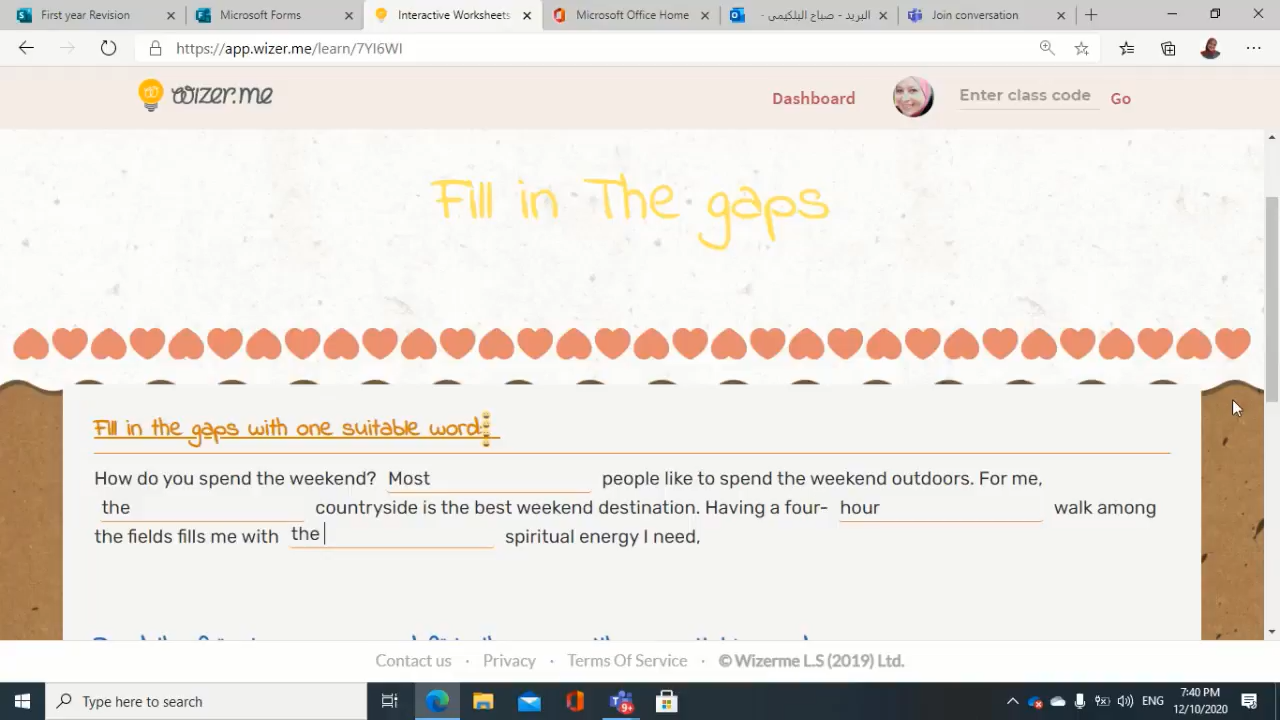 First year Revision
Microsoft Forms
Interactive Worksheets
Microsoft Office Home
البريد - صباح البلكيمي -
Join conversation
https://app.wizer.me/learn/7YI6WI
wizer.me
Dashboard
Enter class code
Go
Fill in The gaps
Fill in the gaps with one suitable word:
How do you spend the weekend? Most people like to spend the weekend outdoors. For me,
the countryside is the best weekend destination. Having a four- hour walk among
the fields fills me with the spiritual energy I need,
Contact us · Privacy · Terms Of Service · © Wizerme L.S (2019) Ltd.
Type here to search
9+
ENG
7:40 PM
12/10/2020